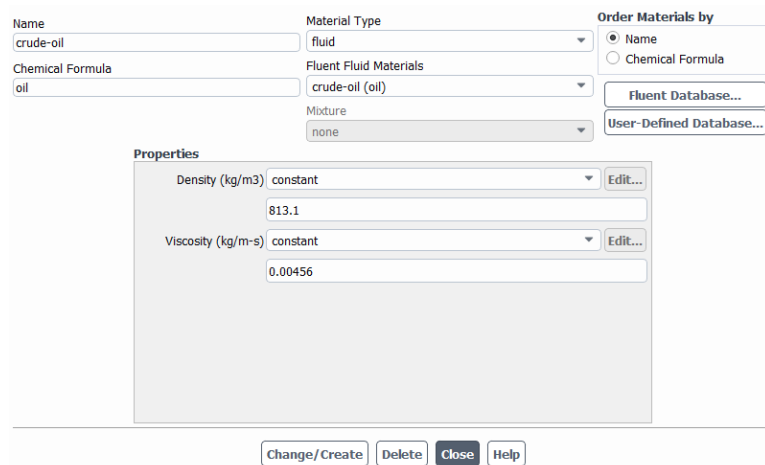 Name
crude-oil
Chemical Formula
oil
Material Type
fluid
Fluent Fluid Materials
crude-oil (oil)
Mixture
none
Order Materials by
Name
Chemical Formula
Fluent Database...
User-Defined Database...
Properties
Density (kg/m3) constant Edit...
813.1
Viscosity (kg/m-s) constant Edit...
0.00456
Change/Create Delete Close Help